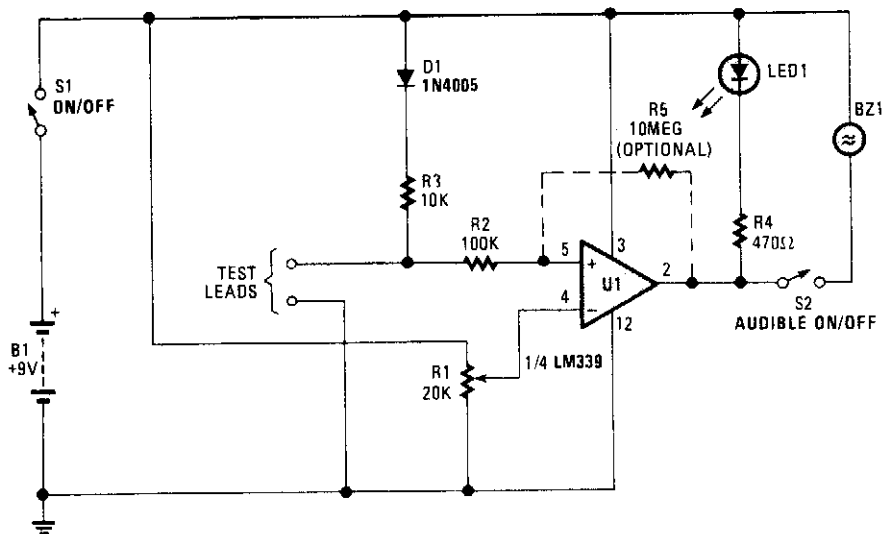 S1
ON/OFF
D1
1N4005
LED1
BZ1
R5
10MEG
(OPTIONAL)
R3
10K
R2
100K
R4
470Ω
TEST
LEADS
5
+
3
U1
2
4
−
12
S2
AUDIBLE ON/OFF
+
B1
+9V
R1
20K
1/4 LM339